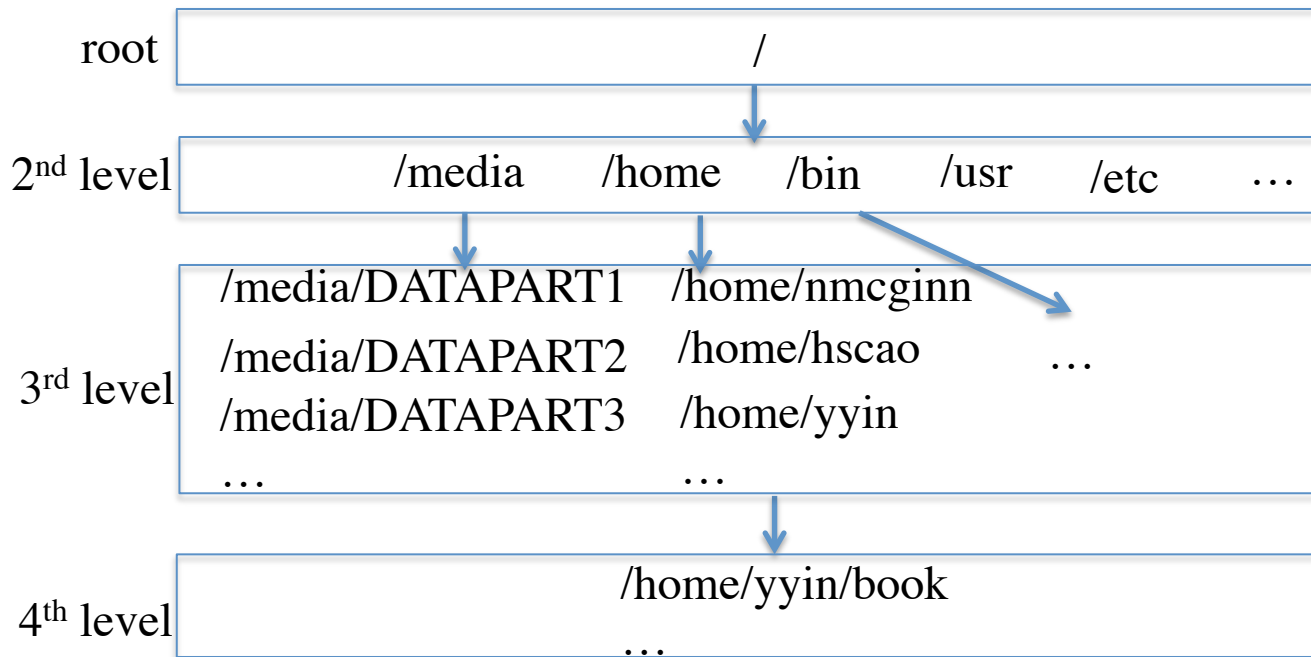 root /
2nd level /media /home /bin /usr /etc …
/media/DATAPART1 /home/nmcginn
/media/DATAPART2 /home/hscao …
3rd level
/media/DATAPART3 /home/yyin
… …
/home/yyin/book
4th level
…